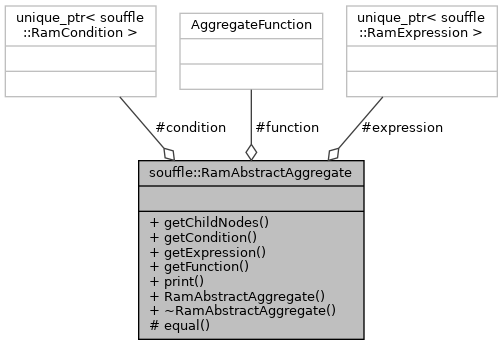 unique_ptr< souffle
::RamCondition >
AggregateFunction
unique_ptr< souffle
::RamExpression >
#condition
#function
#expression
souffle::RamAbstractAggregate
+ getChildNodes()
+ getCondition()
+ getExpression()
+ getFunction()
+ print()
+ RamAbstractAggregate()
+ ~RamAbstractAggregate()
# equal()